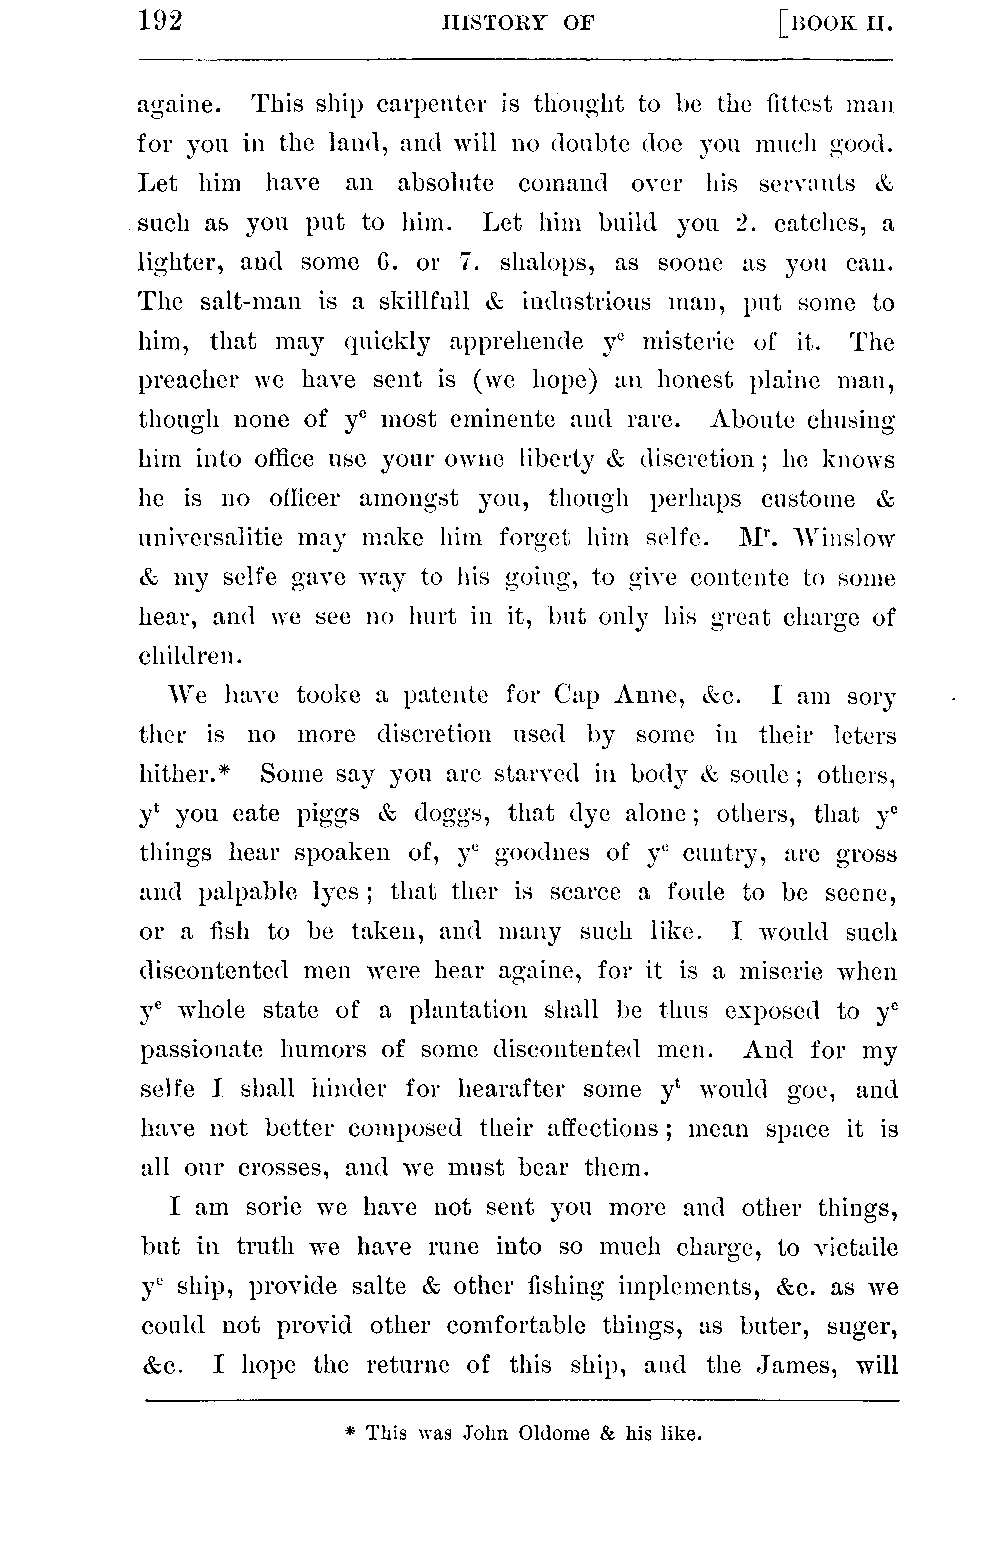 192 HISTORY OF [BOOK II.
againe. This ship carpenter is thought to be the fittest man
for you in the land, and will no doubte doe you much good.
Let him have an absolute comand over his servants &
such as you put to him. Let him build you 2. catches, a
lighter, and some 6. or 7. shalops, as soone as you can.
The salt-man is a skillfull & industrious man, put some to
him, that may quickly apprehende yᵉ misterie of it. The
preacher we have sent is (we hope) an honest plaine man,
though none of yᵉ most eminente and rare. Aboute chusing
him into office use your owne liberty & discretion; he knows
he is no officer amongst you, though perhaps custome &
universalitie may make him forget him selfe. Mʳ. Winslow
& my selfe gave way to his going, to give contente to some
hear, and we see no hurt in it, but only his great charge of
children.
We have tooke a patente for Cap Anne, &c. I am sory
ther is no more discretion used by some in their leters
hither.* Some say you are starved in body & soule; others,
yᵗ you eate piggs & doggs, that dye alone; others, that yᵉ
things hear spoaken of, yᵉ goodnes of yᵉ cuntry, are gross
and palpable lyes; that ther is scarce a foule to be seene,
or a fish to be taken, and many such like. I would such
discontented men were hear againe, for it is a miserie when
yᵉ whole state of a plantation shall be thus exposed to yᵉ
passionate humors of some discontented men. And for my
selfe I shall hinder for hearafter some yᵗ would goe, and
have not better composed their affections; mean space it is
all our crosses, and we must bear them.
I am sorie we have not sent you more and other things,
but in truth we have rune into so much charge, to victaile
yᵉ ship, provide salte & other fishing implements, &c. as we
could not provid other comfortable things, as buter, suger,
&c. I hope the returne of this ship, and the James, will
* This was John Oldome & his like.